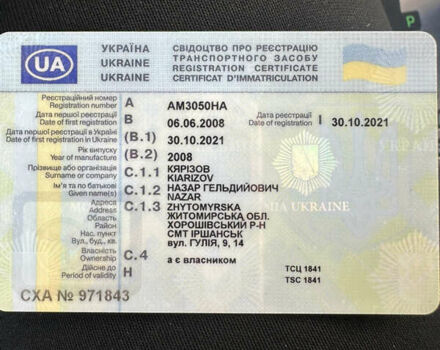 УКРАЇНА
UKRAINE
UKRAINE
СВІДОЦТВО ПРО РЕЄСТРАЦІЮ
ТРАНСПОРТНОГО ЗАСОБУ
REGISTRATION CERTIFICATE
CERTIFICAT D'IMMATRICULATION
UA
Реєстраційний номер
Registration number
A AM3050HA
Дата першої реєстрації
Date of first registration
B 06.06.2008
Дата реєстрації
Date of registration
I 30.10.2021
Дата першої реєстрації в Україні
Date of first registration in Ukraine
(B.1) 30.10.2021
Рік випуску
Year of manufacture
(B.2) 2008
Прізвище або організація
Surname or company
C.1.1 КЯРІЗОВ
KIARIZOV
Ім'я та по батькові
Given name(s)
C.1.2 НАЗАР ГЕЛЬДИЙОВИЧ
NAZAR
Адреса
Address
Область
Район
Нас. пункт
Вул., буд., кв.
C.1.3 ZHYTOMYRSKA
ЖИТОМИРСЬКА ОБЛ.
ХОРОШІВСЬКИЙ Р-Н
СМТ ІРШАНСЬК
вул. ГУЛІЯ, 9, 14
UKRAINE
Власність
Ownership
C.4 а є власником
Дійсне до
Period of validity
H
ТСЦ 1841
TSC 1841
СХА № 971843